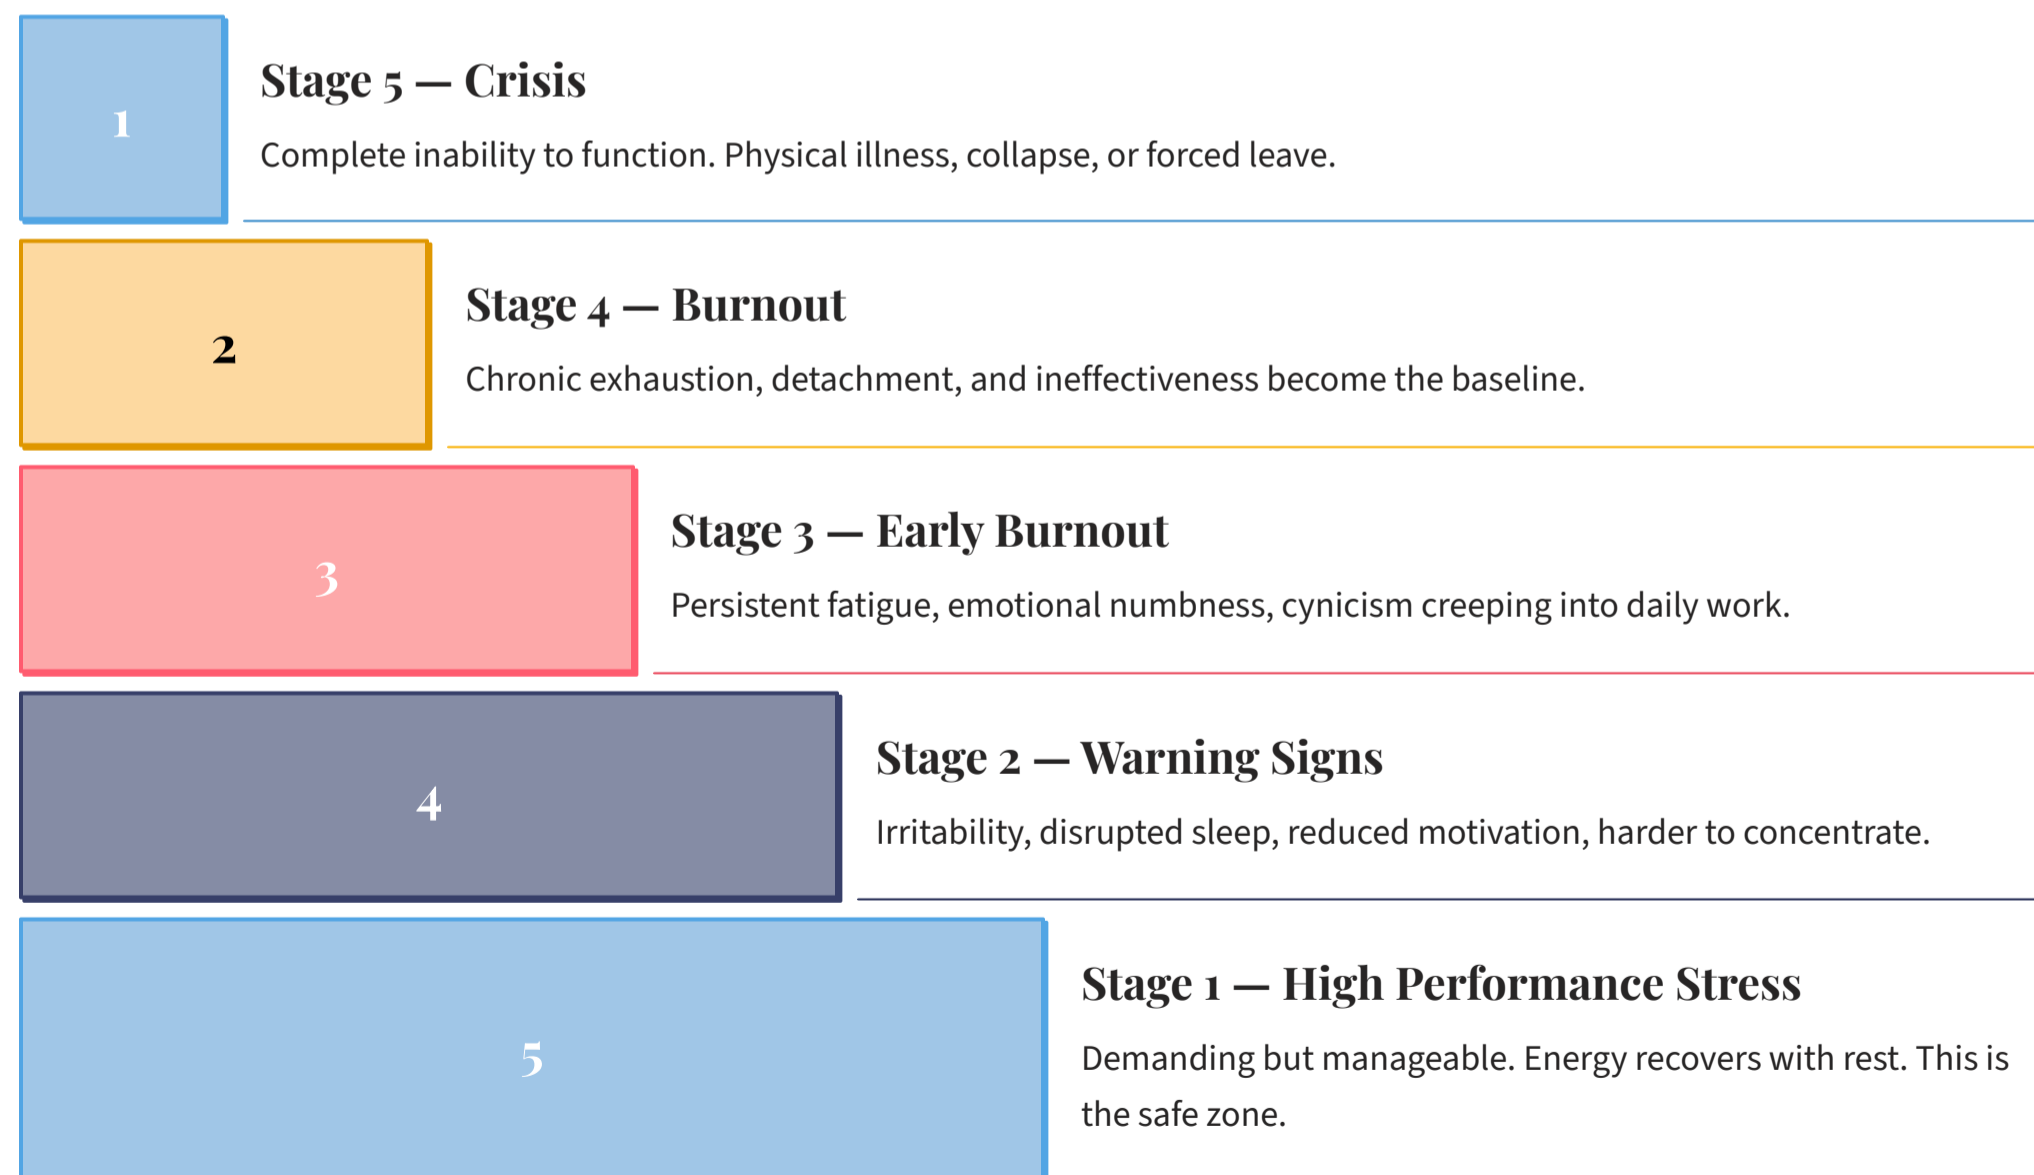 1
Stage 5 — Crisis
Complete inability to function. Physical illness, collapse, or forced leave.
2
Stage 4 — Burnout
Chronic exhaustion, detachment, and ineffectiveness become the baseline.
3
Stage 3 — Early Burnout
Persistent fatigue, emotional numbness, cynicism creeping into daily work.
4
Stage 2 — Warning Signs
Irritability, disrupted sleep, reduced motivation, harder to concentrate.
5
Stage 1 — High Performance Stress
Demanding but manageable. Energy recovers with rest. This is
the safe zone.